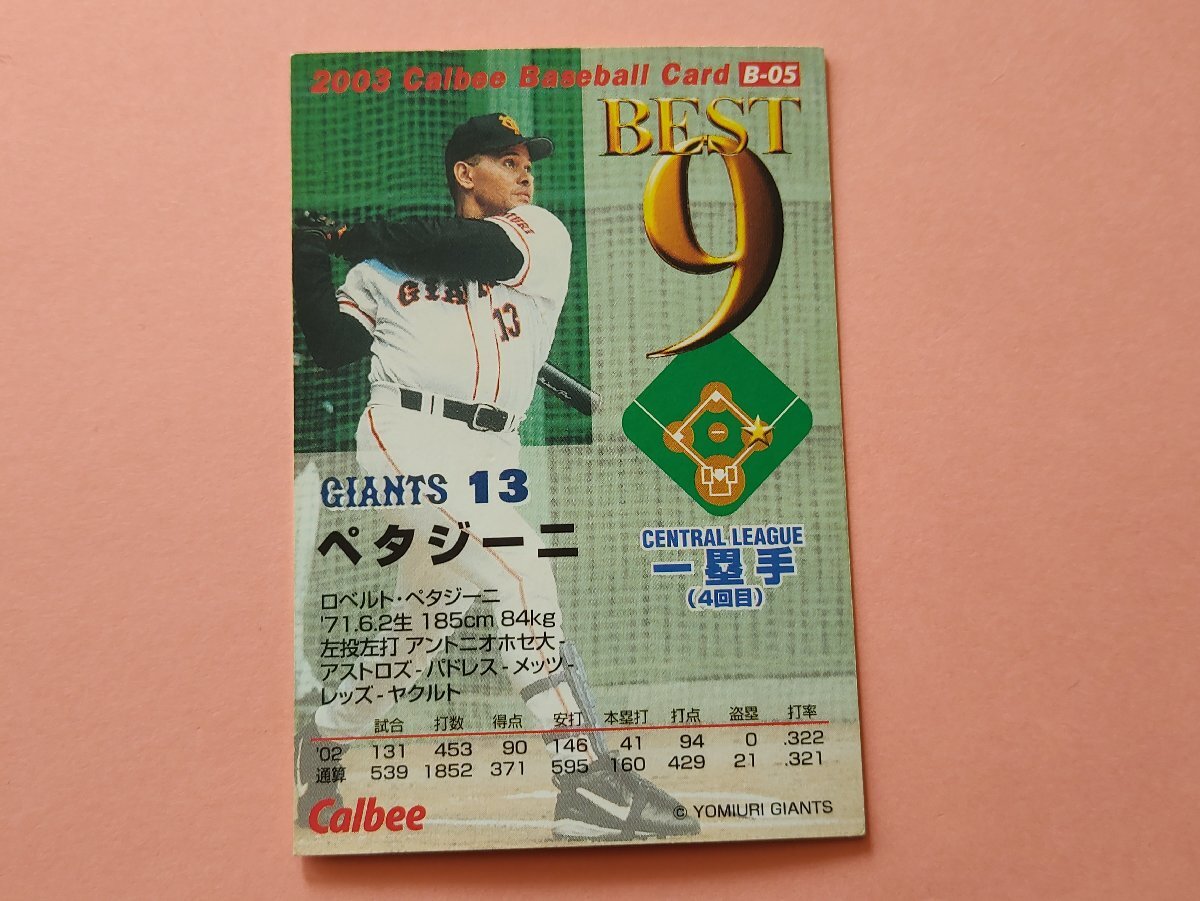 2003 Calbee Baseball Card B-05
BEST
9
GIANTS
13
GIANTS 13
ペタジーニ
CENTRAL LEAGUE
一塁手
(4回目)
ロベルト・ペタジーニ
'71.6.2生 185cm 84kg
左投左打 アントニオホセ大-
アストロズ-パドレス-メッツ-
レッズ-ヤクルト
試合 打数 得点 安打 本塁打 打点 盗塁 打率
'02 131 453 90 146 41 94 0 .322
通算 539 1852 371 595 160 429 21 .321
Calbee
© YOMIURI GIANTS